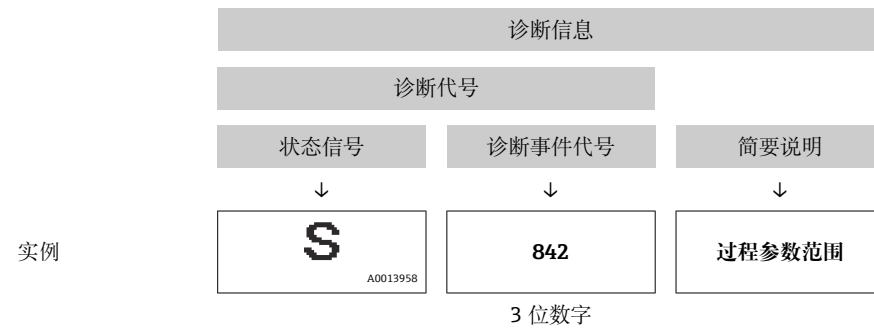 诊断信息
诊断代号
状态信号 诊断事件代号 简要说明
↓ ↓ ↓
实例 S 842 过程参数范围
A0013958
3 位数字